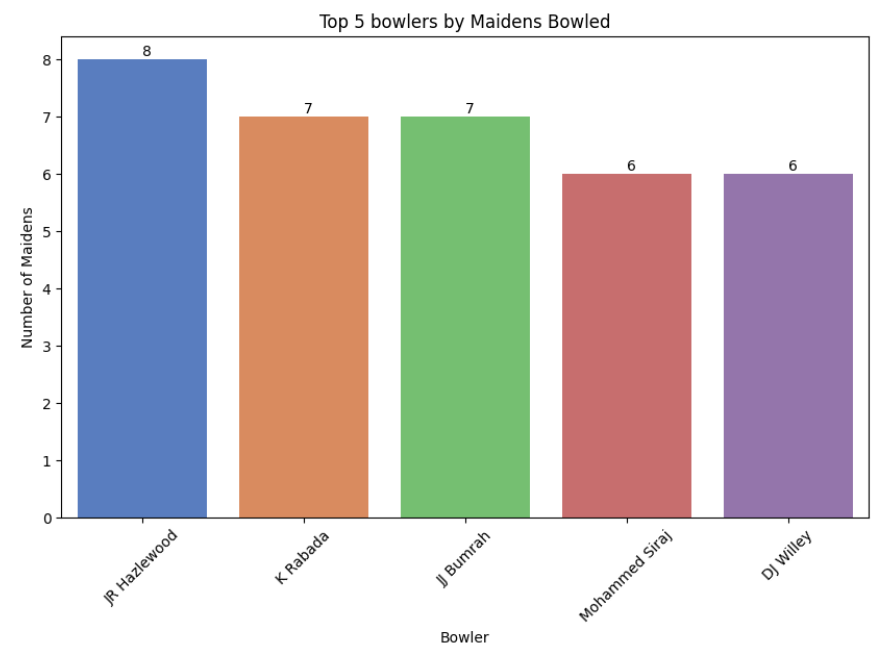 Top 5 bowlers by Maidens Bowled
Number of Maidens
8
7
6
5
4
3
2
1
0
8
7
7
6
6
JR Hazlewood
K Rabada
JJ Bumrah
Mohammed Siraj
DJ Willey
Bowler